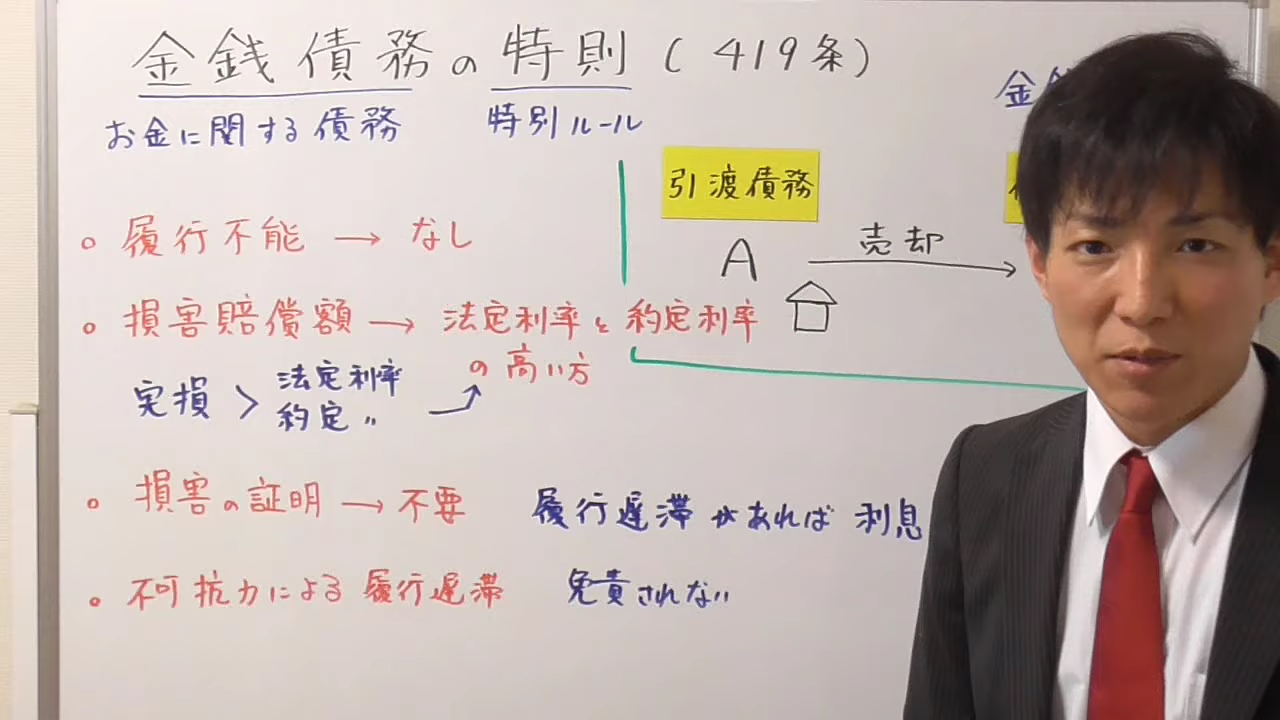 金銭債務の特則(419条)
お金に関する債務 特別ルール
金
引渡債務
A 売却
○ 履行不能 → なし
○ 損害賠償額 → 法定利率と約定利率
の高い方
実損 > 法定利率
約定 〃
○ 損害の証明 → 不要 履行遅滞があれば利息
○ 不可抗力による履行遅滞 免責されない